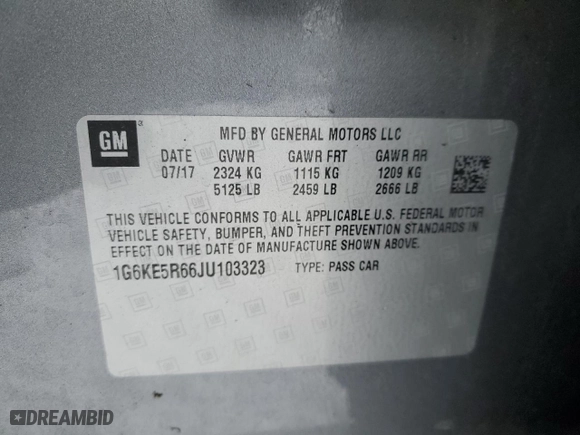 GM
MFD BY GENERAL MOTORS LLC
DATE GVWR GAWR FRT GAWR RR
07/17 2324 KG 1115 KG 1209 KG
5125 LB 2459 LB 2666 LB
THIS VEHICLE CONFORMS TO ALL APPLICABLE U.S. FEDERAL MOTOR
VEHICLE SAFETY, BUMPER, AND THEFT PREVENTION STANDARDS IN
EFFECT ON THE DATE OF MANUFACTURE SHOWN ABOVE.
1G6KE5R66JU103323 TYPE: PASS CAR
DREAMBID